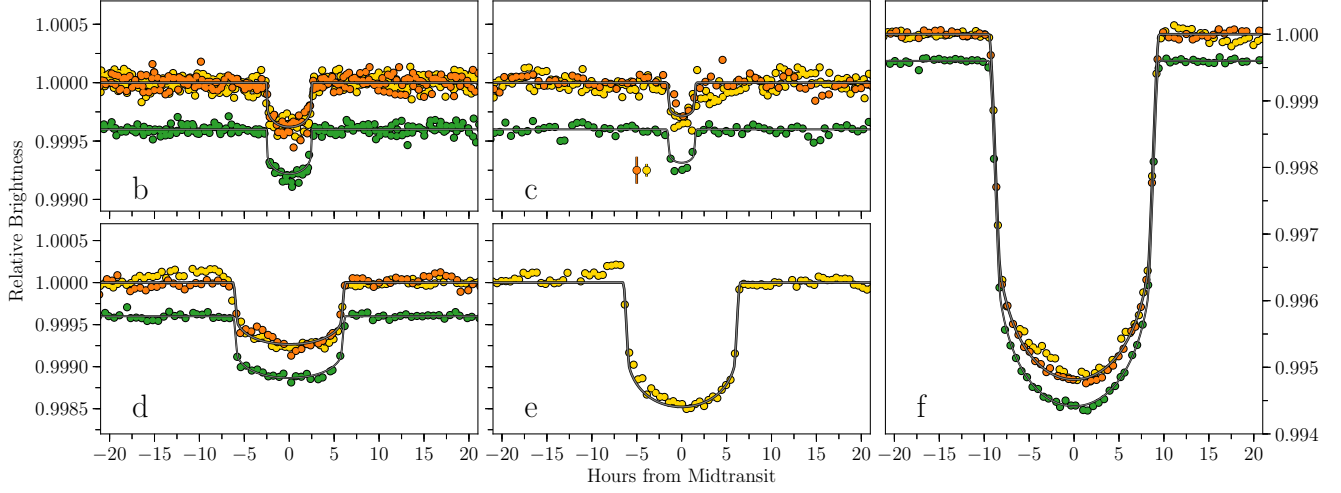 1.0005
1.0000
0.9995
0.9990
b
c
1.0005
1.0000
0.9995
0.9990
0.9985
d
e
f
1.000
0.999
0.998
0.997
0.996
0.995
0.994
−20 −15 −10 −5 0 5 10 15 20
−20 −15 −10 −5 0 5 10 15 20
−20 −15 −10 −5 0 5 10 15 20
Relative Brightness
Hours from Midtransit